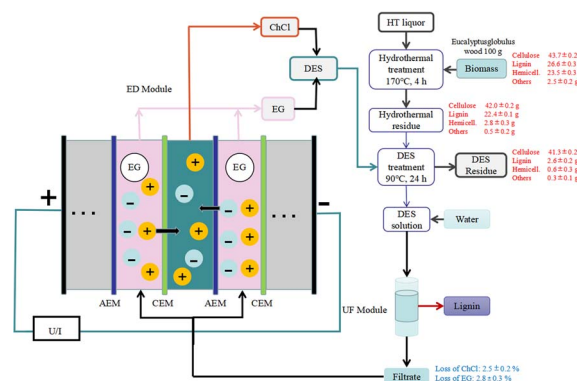 ChCl
HT liquor
Eucalyptusglobulus
wood 100 g
Cellulose 43.7±0.2
Lignin 26.6±0.3
Hemicell. 23.5±0.3
Others 2.5±0.2 g
ED Module
DES
Hydrothermal
treatment
170℃, 4 h
Biomass
EG
Cellulose 42.0±0.2 g
Lignin 22.4±0.1 g
Hemicell. 2.8±0.3 g
Others 0.5±0.2 g
Hydrothermal
residue
Cellulose 41.3±0.2 g
Lignin 2.6±0.2 g
Hemicell. 0.6±0.3 g
Others 0.3±0.1 g
DES
treatment
90℃, 24 h
DES
Residue
EG
EG
+
−
...
...
DES
solution
Water
AEM
CEM
AEM
CEM
U/I
UF Module
Lignin
Filtrate
Loss of ChCl: 2.5±0.2 %
Loss of EG: 2.8±0.3 %